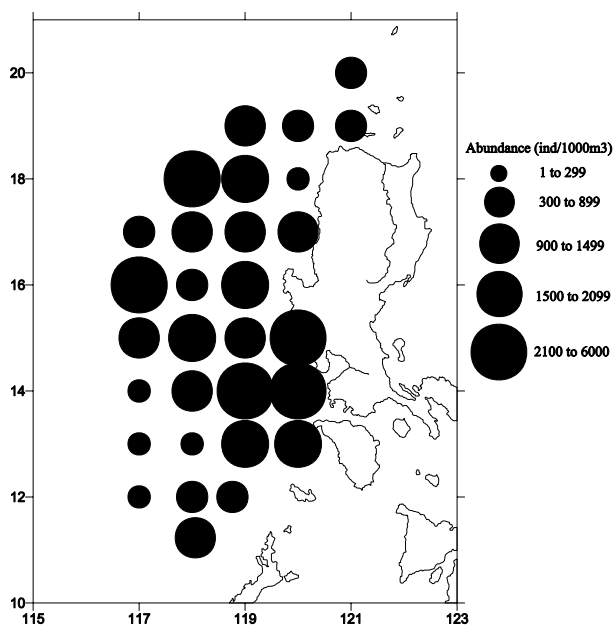 20
18
16
14
12
10
115
117
119
121
123
Abundance (ind/1000m3)
1 to 299
300 to 899
900 to 1499
1500 to 2099
2100 to 6000